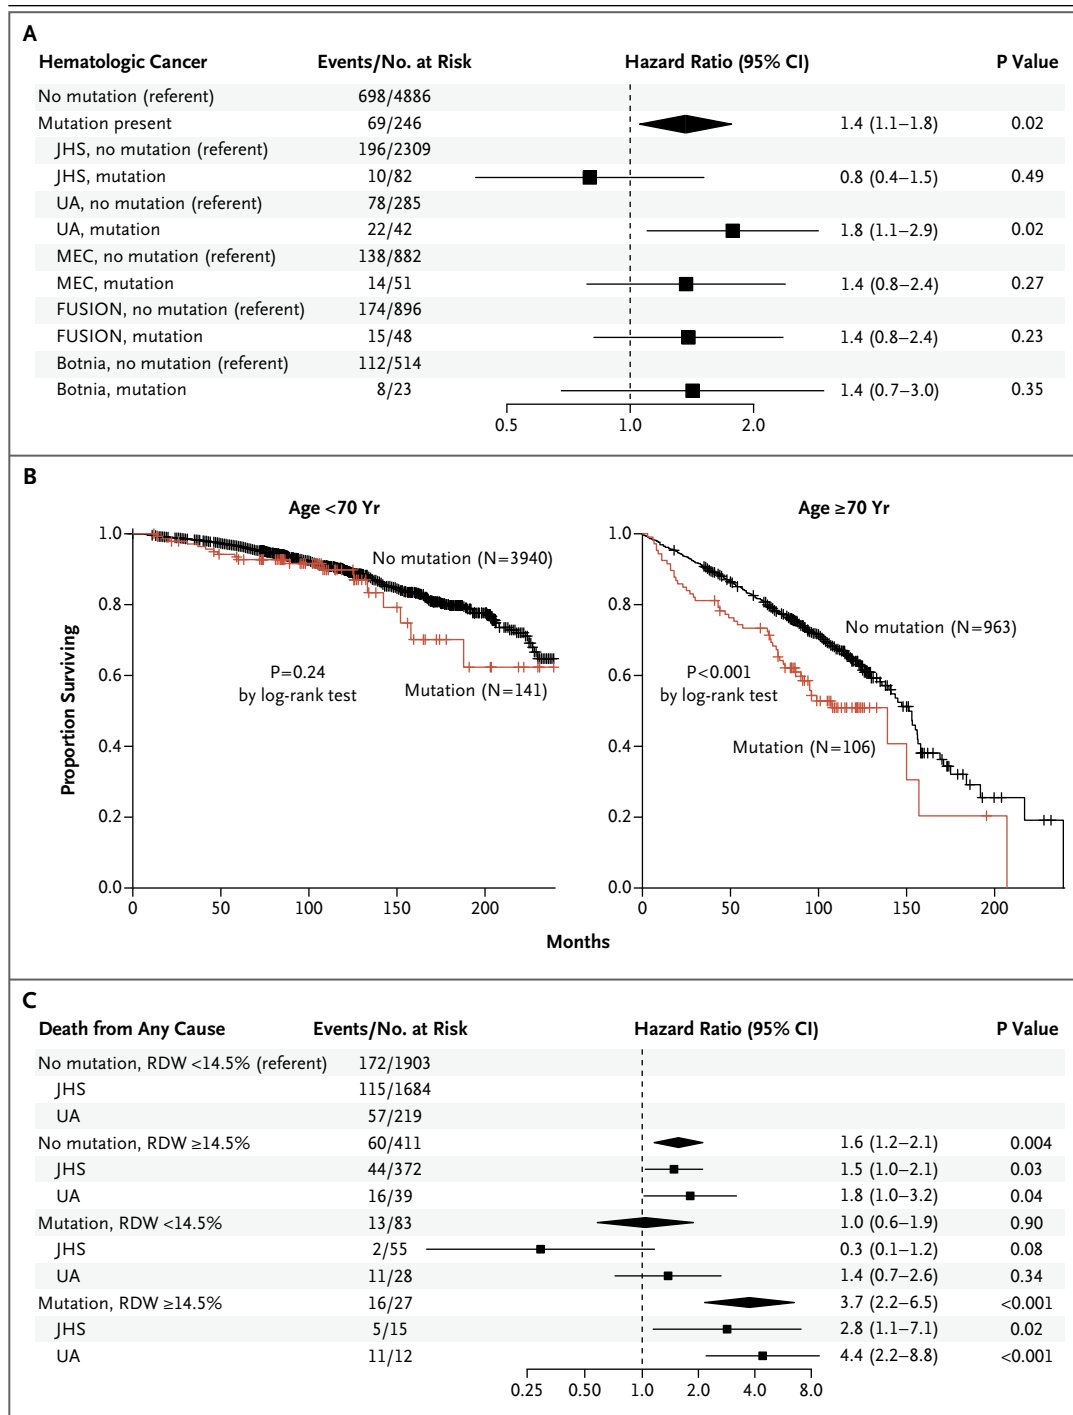 A
Hematologic Cancer Events/No. at Risk Hazard Ratio (95% CI) P Value
No mutation (referent) 698/4886
Mutation present 69/246 1.4 (1.1–1.8) 0.02
JHS, no mutation (referent) 196/2309
JHS, mutation 10/82 0.8 (0.4–1.5) 0.49
UA, no mutation (referent) 78/285
UA, mutation 22/42 1.8 (1.1–2.9) 0.02
MEC, no mutation (referent) 138/882
MEC, mutation 14/51 1.4 (0.8–2.4) 0.27
FUSION, no mutation (referent) 174/896
FUSION, mutation 15/48 1.4 (0.8–2.4) 0.23
Botnia, no mutation (referent) 112/514
Botnia, mutation 8/23 1.4 (0.7–3.0) 0.35
0.5 1.0 2.0
B
Proportion Surviving
Age <70 Yr
1.0
0.8
0.6
0.4
0.2
0.0
No mutation (N=3940)
P=0.24
by log-rank test
Mutation (N=141)
0 50 100 150 200
Age ≥70 Yr
1.0
0.8
0.6
0.4
0.2
0.0
No mutation (N=963)
P<0.001
by log-rank test
Mutation (N=106)
0 50 100 150 200
Months
C
Death from Any Cause Events/No. at Risk Hazard Ratio (95% CI) P Value
No mutation, RDW <14.5% (referent) 172/1903
JHS 115/1684
UA 57/219
No mutation, RDW ≥14.5% 60/411 1.6 (1.2–2.1) 0.004
JHS 44/372 1.5 (1.0–2.1) 0.03
UA 16/39 1.8 (1.0–3.2) 0.04
Mutation, RDW <14.5% 13/83 1.0 (0.6–1.9) 0.90
JHS 2/55 0.3 (0.1–1.2) 0.08
UA 11/28 1.4 (0.7–2.6) 0.34
Mutation, RDW ≥14.5% 16/27 3.7 (2.2–6.5) <0.001
JHS 5/15 2.8 (1.1–7.1) 0.02
UA 11/12 4.4 (2.2–8.8) <0.001
0.25 0.50 1.0 2.0 4.0 8.0